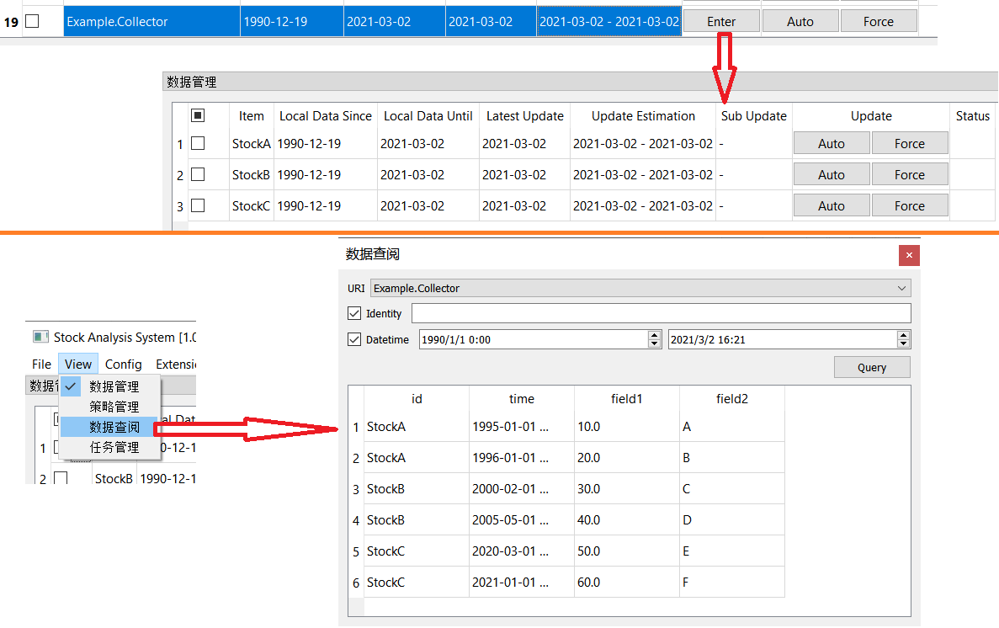 19 Example.Collector 1990-12-19 2021-03-02 2021-03-02 2021-03-02 - 2021-03-02 Enter Auto Force
数据管理
Item Local Data Since Local Data Until Latest Update Update Estimation Sub Update Update Status
1 StockA 1990-12-19 2021-03-02 2021-03-02 2021-03-02 - 2021-03-02 - Auto Force
2 StockB 1990-12-19 2021-03-02 2021-03-02 2021-03-02 - 2021-03-02 - Auto Force
3 StockC 1990-12-19 2021-03-02 2021-03-02 2021-03-02 - 2021-03-02 - Auto Force
Stock Analysis System [1.0
File View Config Extensi
数据
数据管理
策略管理
数据查阅
任务管理
al Dat
1 0-12-1
2 StockB 1990-12-1
数据查阅
URI Example.Collector
Identity
Datetime 1990/1/1 0:00 2021/3/2 16:21
Query
id time field1 field2
1 StockA 1995-01-01 ... 10.0 A
2 StockA 1996-01-01 ... 20.0 B
3 StockB 2000-02-01 ... 30.0 C
4 StockB 2005-05-01 ... 40.0 D
5 StockC 2020-03-01 ... 50.0 E
6 StockC 2021-01-01 ... 60.0 F